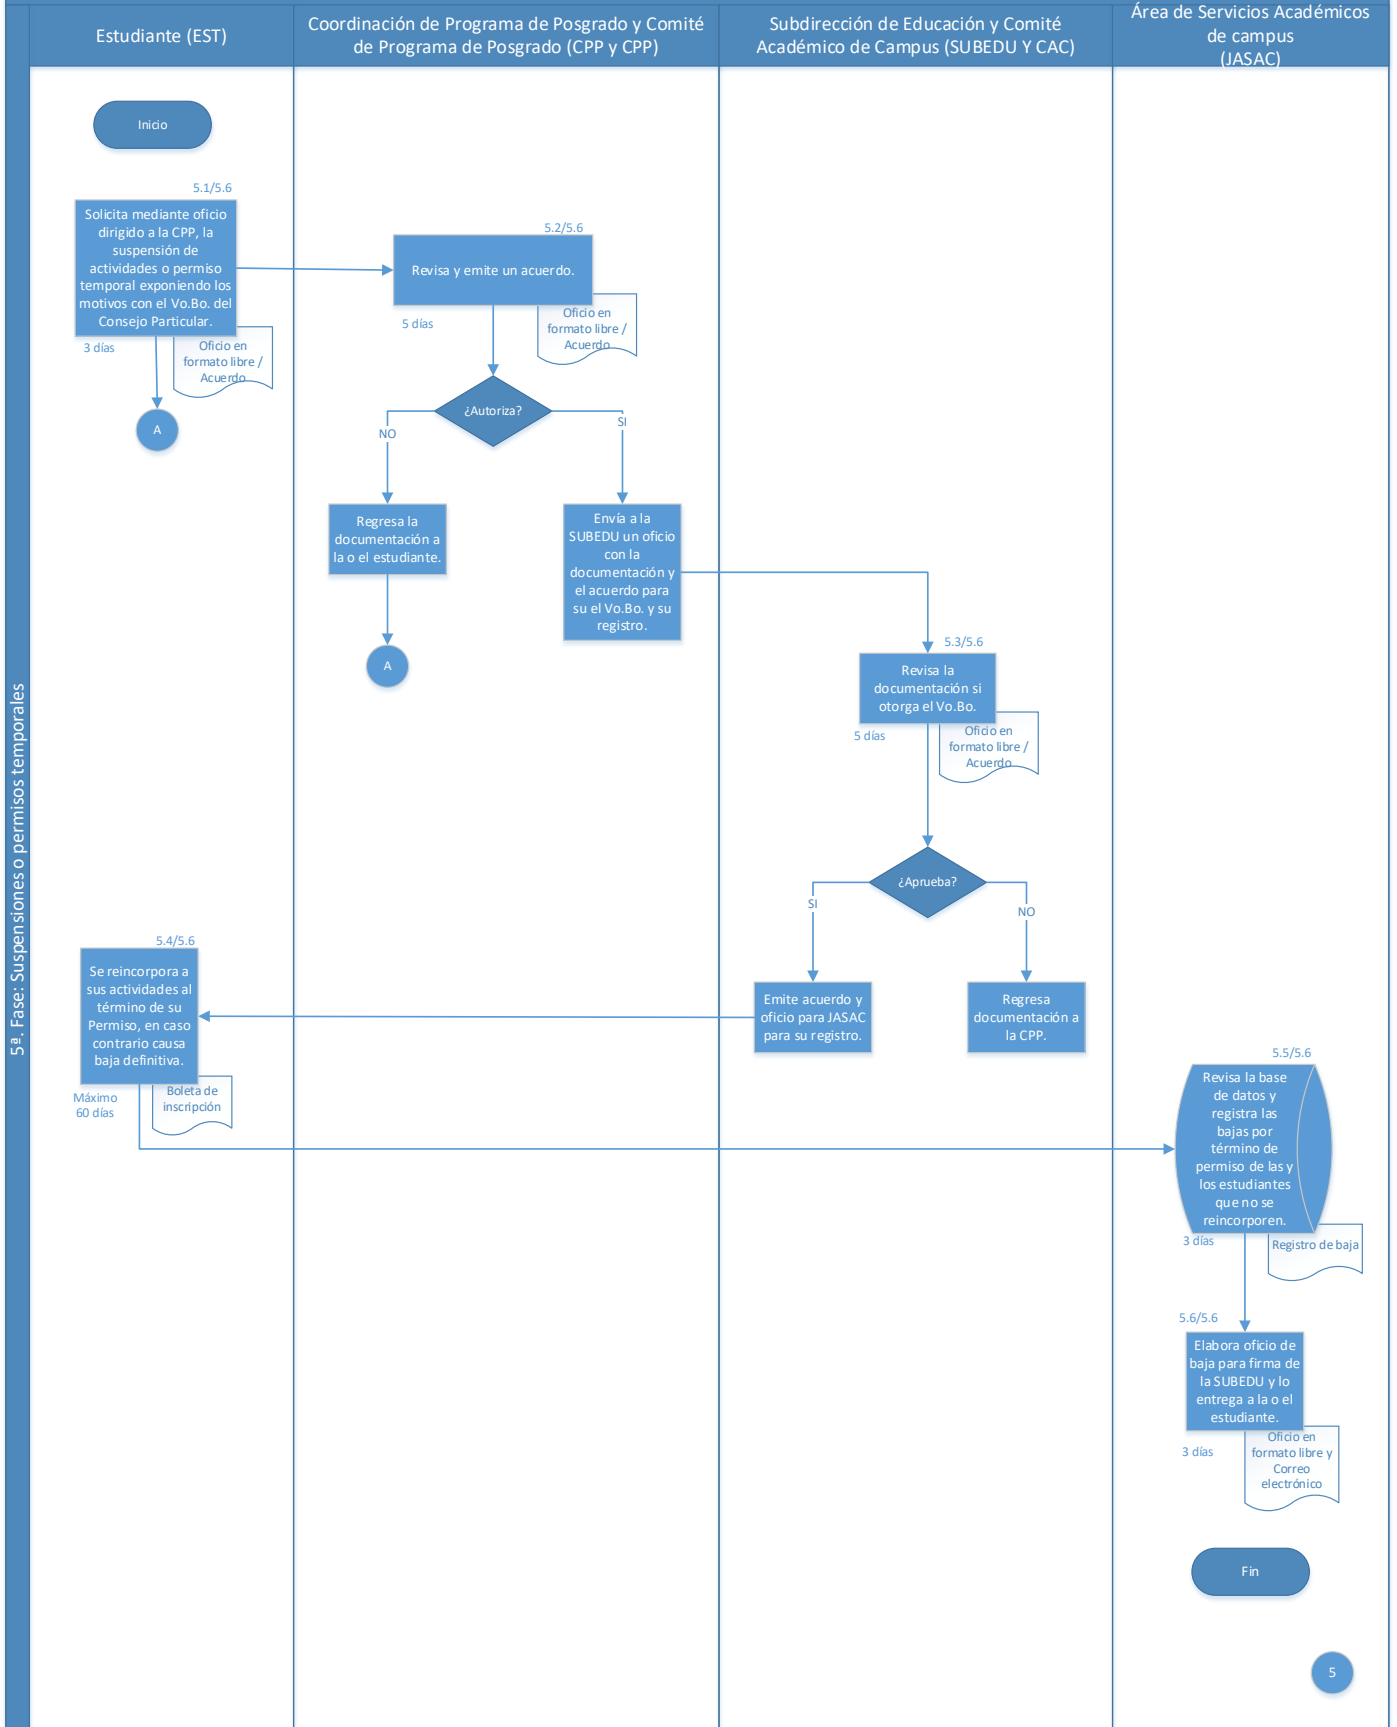 5ª. Fase: Suspensiones o permisos temporales
Estudiante (EST)
Coordinación de Programa de Posgrado y Comité
de Programa de Posgrado (CPP y CPP)
Subdirección de Educación y Comité
Académico de Campus (SUBEDU Y CAC)
Área de Servicios Académicos
de campus
(JASAC)
Inicio
5.1/5.6
Solicita mediante oficio
dirigido a la CPP, la
suspensión de
actividades o permiso
temporal exponiendo los
motivos con el Vo.Bo. del
Consejo Particular.
3 días
Oficio en
formato libre /
Acuerdo
A
5.2/5.6
Revisa y emite un acuerdo.
5 días
Oficio en
formato libre /
Acuerdo
¿Autoriza?
NO
SI
Regresa la
documentación a
la o el estudiante.
A
Envía a la
SUBEDU un oficio
con la
documentación y
el acuerdo para
su el Vo.Bo. y su
registro.
5.3/5.6
Revisa la
documentación si
otorga el Vo.Bo.
5 días
Oficio en
formato libre /
Acuerdo
¿Aprueba?
SI
NO
Emite acuerdo y
oficio para JASAC
para su registro.
Regresa
documentación a
la CPP.
5.4/5.6
Se reincorpora a
sus actividades al
término de su
Permiso, en caso
contrario causa
baja definitiva.
Máximo
60 días
Boleta de
inscripción
5.5/5.6
Revisa la base
de datos y
registra las
bajas por
término de
permiso de las y
los estudiantes
que no se
reincorporen.
3 días
Registro de baja
5.6/5.6
Elabora oficio de
baja para firma de
la SUBEDU y lo
entrega a la o el
estudiante.
3 días
Oficio en
formato libre y
Correo
electrónico
Fin
5